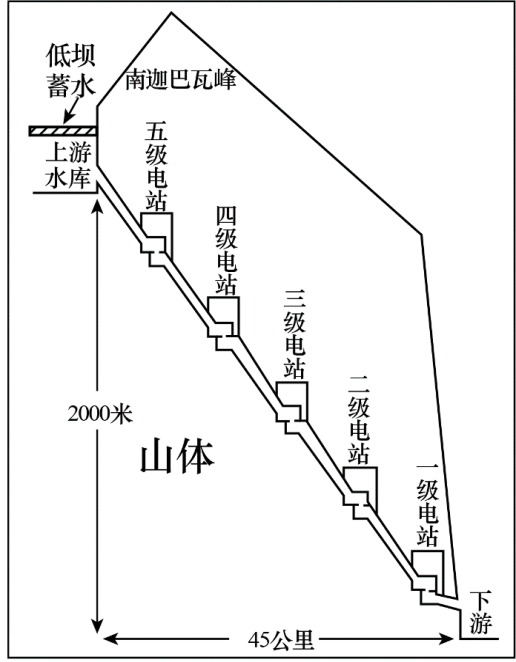 低坝
蓄水
南迦巴瓦峰
上游
水库
五级电站
四级电站
三级电站
二级电站
一级电站
2000米
山体
下游
45公里